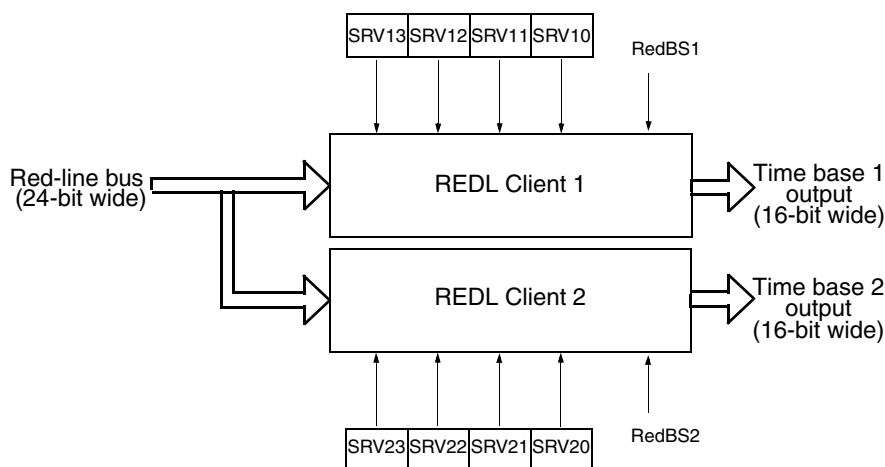 SRV13 SRV12 SRV11 SRV10
RedBS1
Red-line bus
(24-bit wide)
REDL Client 1
Time base 1
output
(16-bit wide)
REDL Client 2
Time base 2
output
(16-bit wide)
SRV23 SRV22 SRV21 SRV20
RedBS2